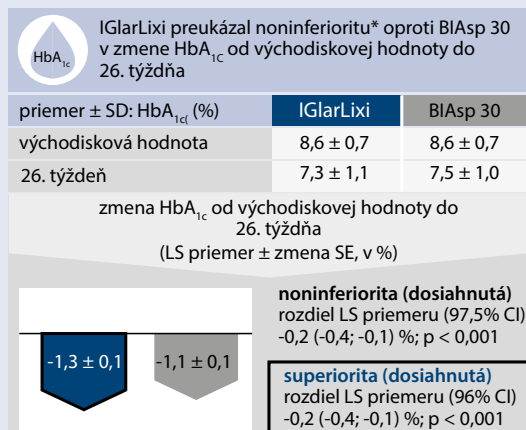 HbA1c
IGlarLixi preukázal noninferioritu* oproti BIAsp 30
v zmene HbA1C od východiskovej hodnoty do
26. týždňa
priemer ± SD: HbA1c( (%) IGlarLixi BIAsp 30
východisková hodnota 8,6 ± 0,7 8,6 ± 0,7
26. týždeň 7,3 ± 1,1 7,5 ± 1,0
zmena HbA1c od východiskovej hodnoty do
26. týždňa
(LS priemer ± zmena SE, v %)
-1,3 ± 0,1 -1,1 ± 0,1
noninferiorita (dosiahnutá)
rozdiel LS priemeru (97,5% CI)
-0,2 (-0,4; -0,1) %; p < 0,001
superiorita (dosiahnutá)
rozdiel LS priemeru (96% CI)
-0,2 (-0,4; -0,1) %; p < 0,001